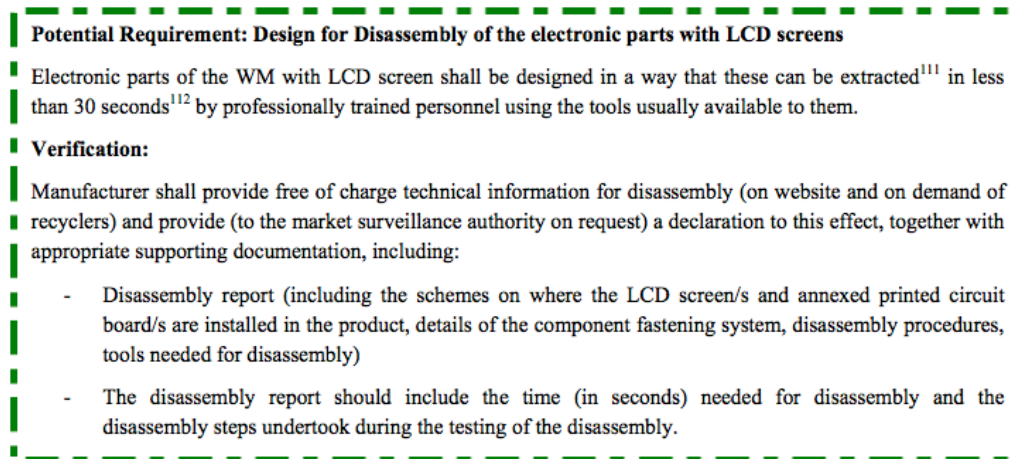 Potential Requirement: Design for Disassembly of the electronic parts with LCD screens
Electronic parts of the WM with LCD screen shall be designed in a way that these can be extracted111 in less
than 30 seconds112 by professionally trained personnel using the tools usually available to them.
Verification:
Manufacturer shall provide free of charge technical information for disassembly (on website and on demand of
recyclers) and provide (to the market surveillance authority on request) a declaration to this effect, together with
appropriate supporting documentation, including:
- Disassembly report (including the schemes on where the LCD screen/s and annexed printed circuit
board/s are installed in the product, details of the component fastening system, disassembly procedures,
tools needed for disassembly)
- The disassembly report should include the time (in seconds) needed for disassembly and the
disassembly steps undertook during the testing of the disassembly.